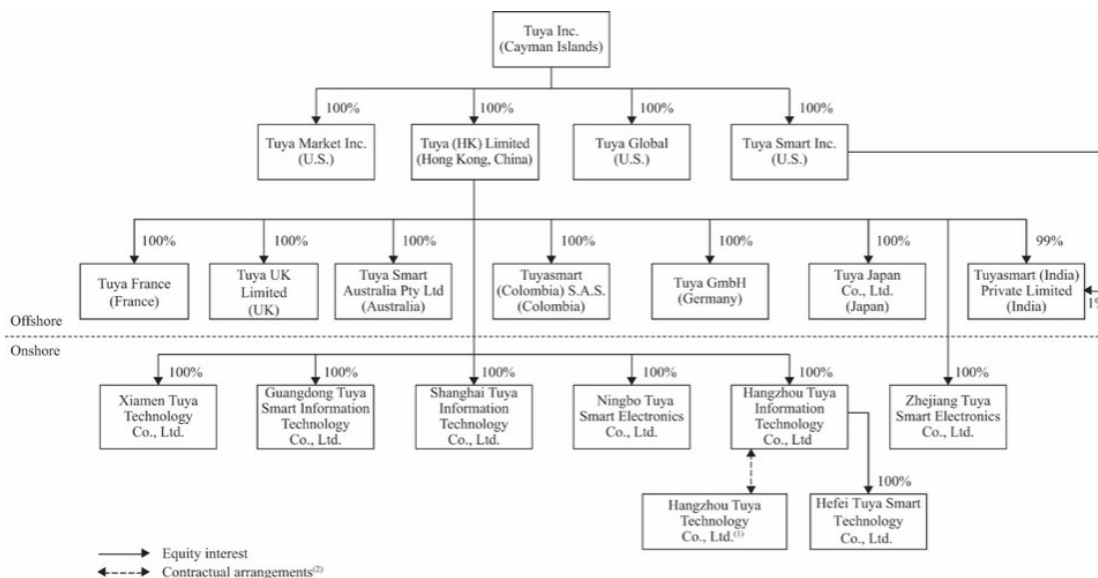 Tuya Inc.
(Cayman Islands)
100%
100%
100%
100%
Tuya Market Inc.
(U.S.)
Tuya (HK) Limited
(Hong Kong, China)
Tuya Global
(U.S.)
Tuya Smart Inc.
(U.S.)
100%
100%
100%
100%
100%
100%
99%
Tuya France
(France)
Tuya UK
Limited
(UK)
Tuya Smart
Australia Pty Ltd
(Australia)
Tuyasmart
(Colombia) S.A.S.
(Colombia)
Tuya GmbH
(Germany)
Tuya Japan
Co., Ltd.
(Japan)
Tuyasmart (India)
Private Limited
(India)
1%
Offshore
Onshore
100%
100%
100%
100%
100%
100%
Xiamen Tuya
Technology
Co., Ltd.
Guangdong Tuya
Smart Information
Technology
Co., Ltd.
Shanghai Tuya
Information
Technology
Co., Ltd.
Ningbo Tuya
Smart Electronics
Co., Ltd.
Hangzhou Tuya
Information
Technology
Co., Ltd
Zhejiang Tuya
Smart Electronics
Co., Ltd.
100%
Hangzhou Tuya
Technology
Co., Ltd.(1)
Hefei Tuya Smart
Technology
Co., Ltd.
Equity interest
Contractual arrangements(2)